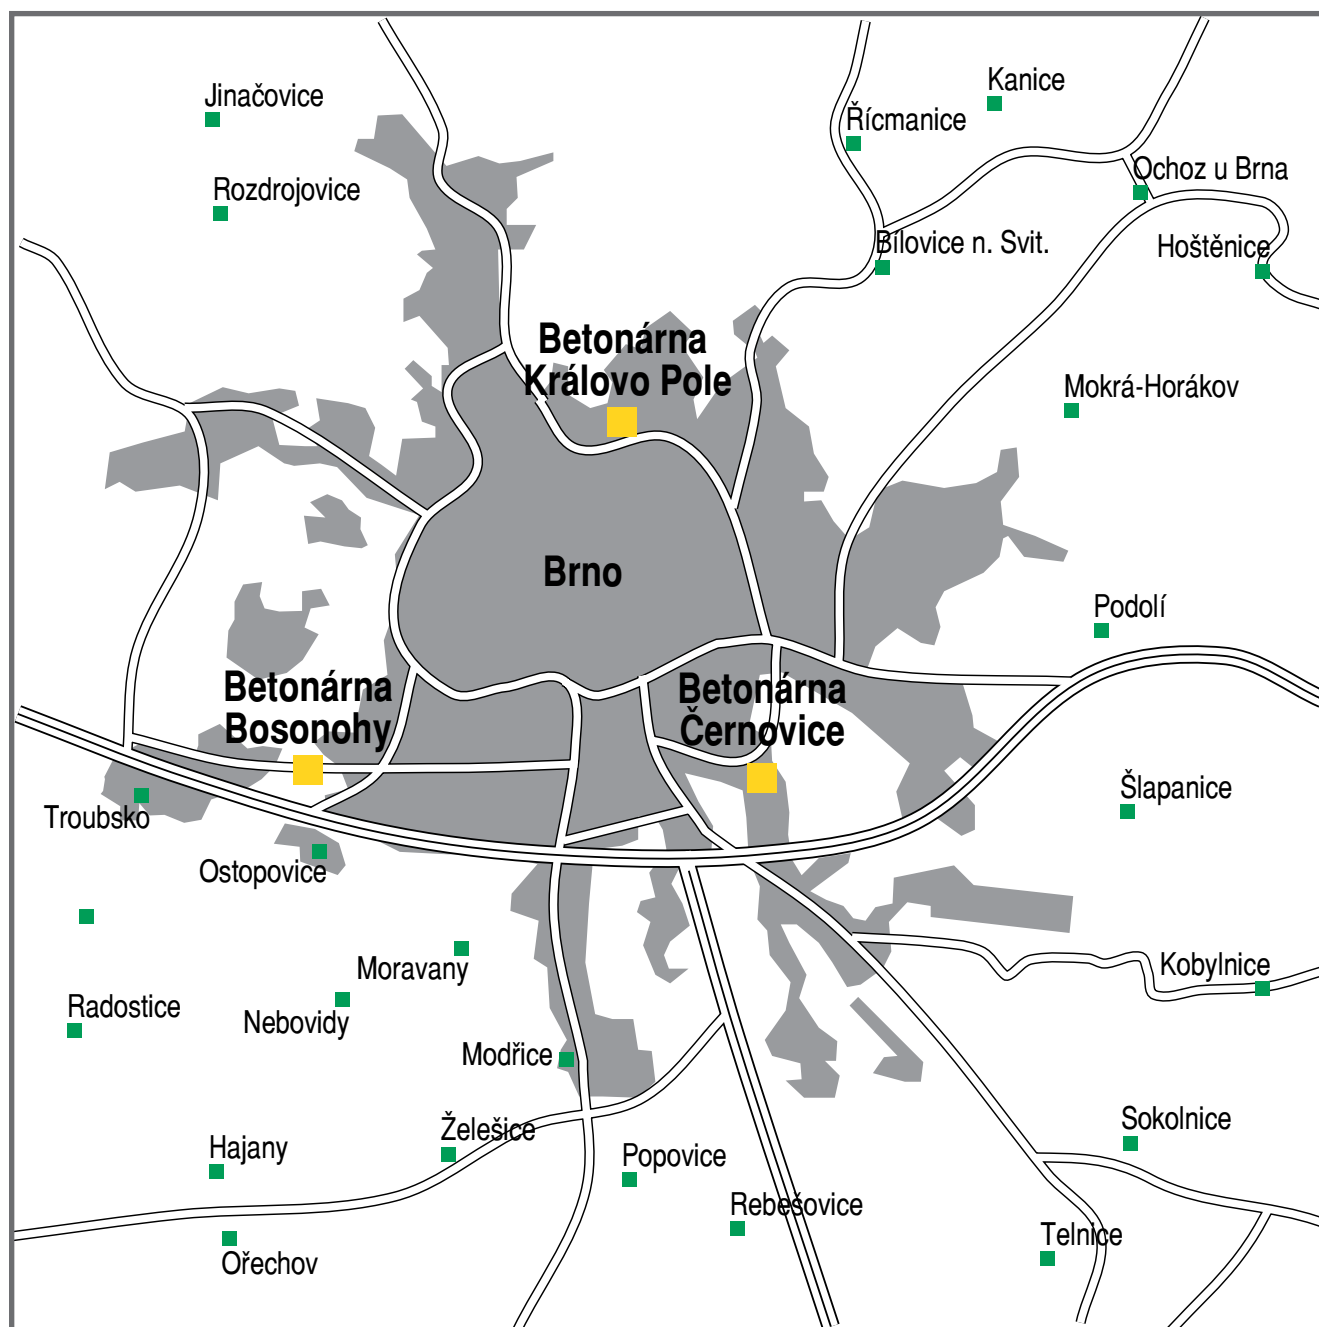 Kanice
Jinačovice
Řícmanice
Ochoz u Brna
Rozdrojovice
Bílovice n. Svit.
Hoštěnice
Betonárna
Královo Pole
Mokrá-Horákov
Brno
Podolí
Betonárna
Bosonohy
Betonárna
Černovice
Šlapanice
Troubsko
Ostopovice
Moravany
Kobylnice
Radostice
Nebovidy
Modřice
Sokolnice
Želešice
Hajany
Popovice
Rebešovice
Telnice
Ořechov